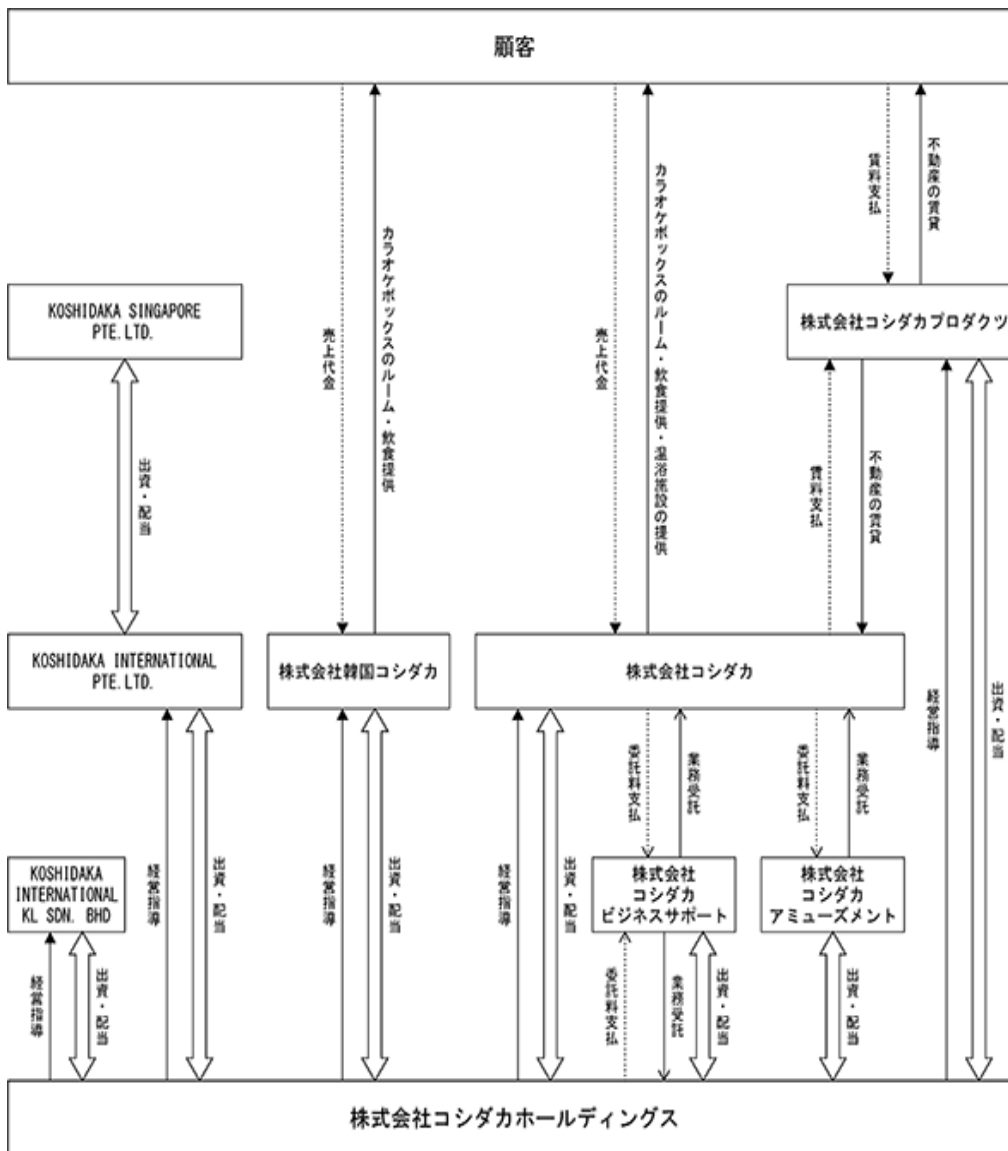 顧客
賃料支払
不動産の賃貸
売上代金
カラオケボックスのルーム・飲食提供
売上代金
カラオケボックスのルーム・飲食提供・温浴施設の提供
KOSHIDAKA SINGAPORE
PTE.LTD.
株式会社コシダカプロダクツ
出資・配当
賃料支払
不動産の賃貸
KOSHIDAKA INTERNATIONAL
PTE.LTD.
株式会社韓国コシダカ
株式会社コシダカ
経営指導
出資・配当
委託料支払
業務受託
委託料支払
業務受託
KOSHIDAKA
INTERNATIONAL
KL SDN. BHD
株式会社
コシダカ
ビジネスサポート
株式会社
コシダカ
アミューズメント
経営指導
出資・配当
経営指導
出資・配当
経営指導
出資・配当
経営指導
出資・配当
委託料支払
業務受託
出資・配当
出資・配当
株式会社コシダカホールディングス